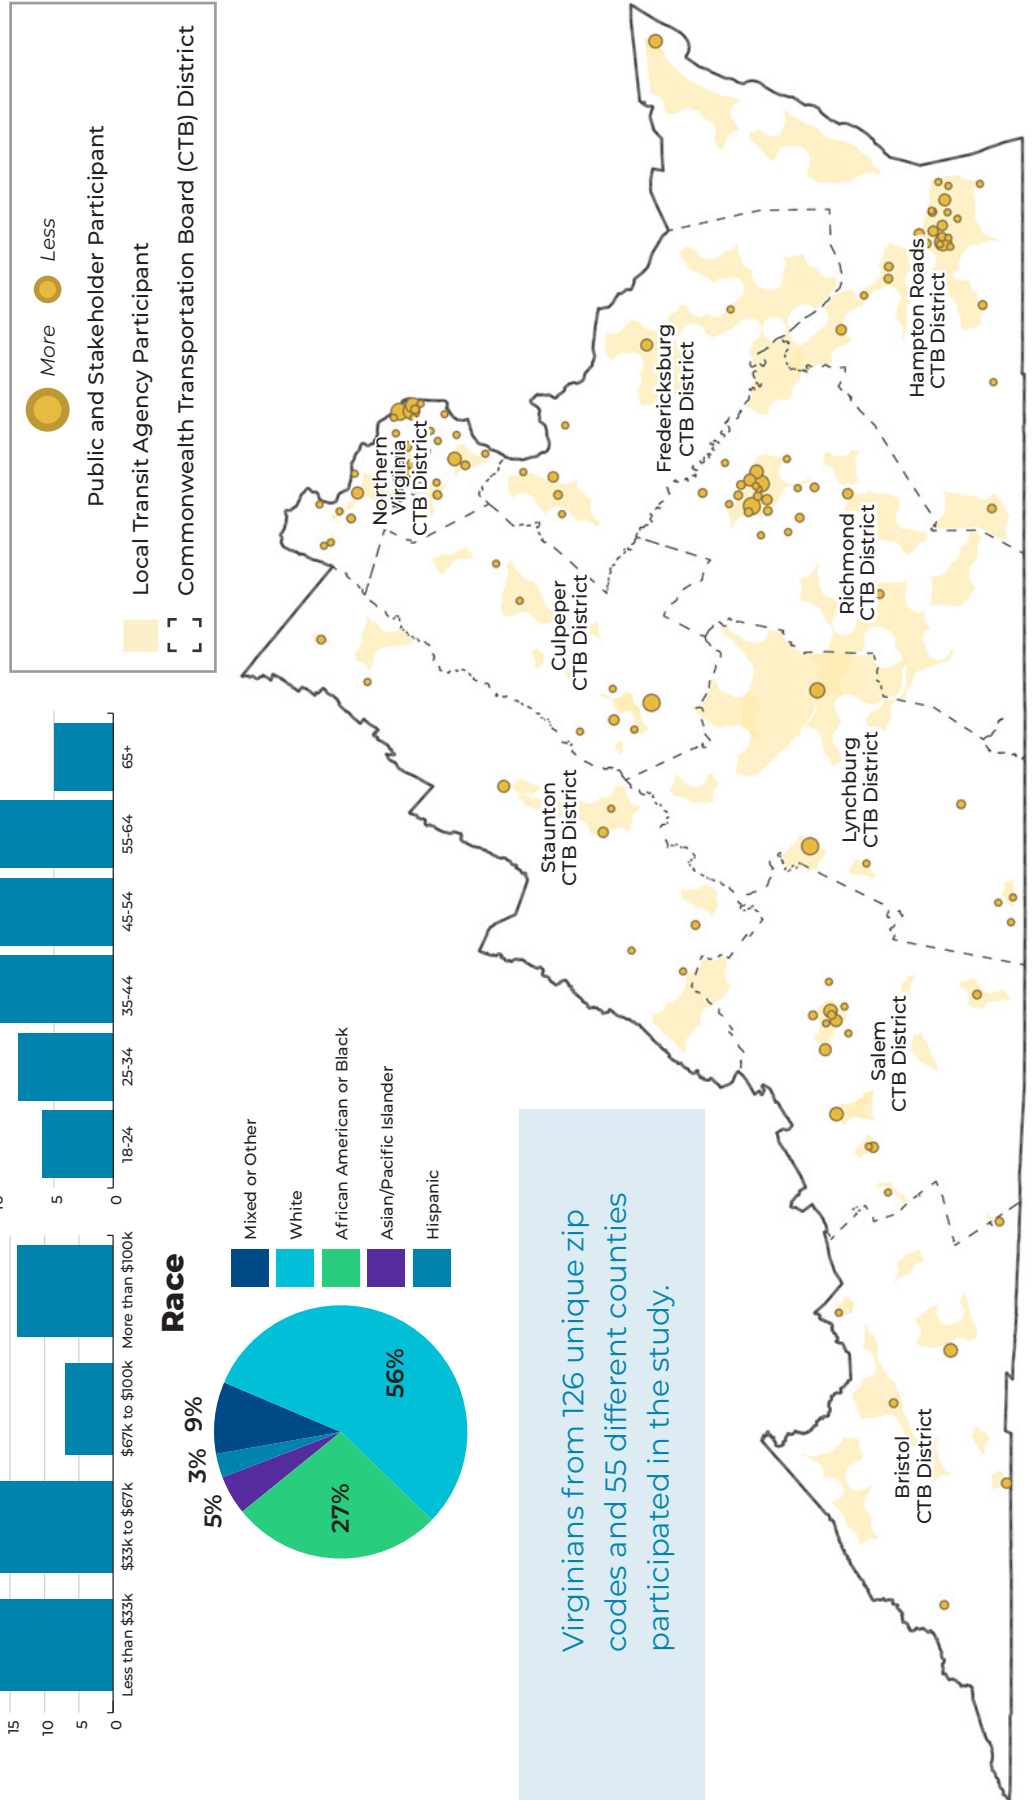 15
10
5
0
Less than $33k
$33k to $67k
$67k to $100k
More than $100k
5
0
18-24
25-34
35-44
45-54
55-64
65+
More
Less
Public and Stakeholder Participant
Local Transit Agency Participant
Commonwealth Transportation Board (CTB) District
Race
9%
3%
5%
27%
56%
Mixed or Other
White
African American or Black
Asian/Pacific Islander
Hispanic
Virginians from 126 unique zip
codes and 55 different counties
participated in the study.
Northern
Virginia
CTB District
Culpeper
CTB District
Staunton
CTB District
Fredericksburg
CTB District
Richmond
CTB District
Hampton Roads
CTB District
Lynchburg
CTB District
Salem
CTB District
Bristol
CTB District